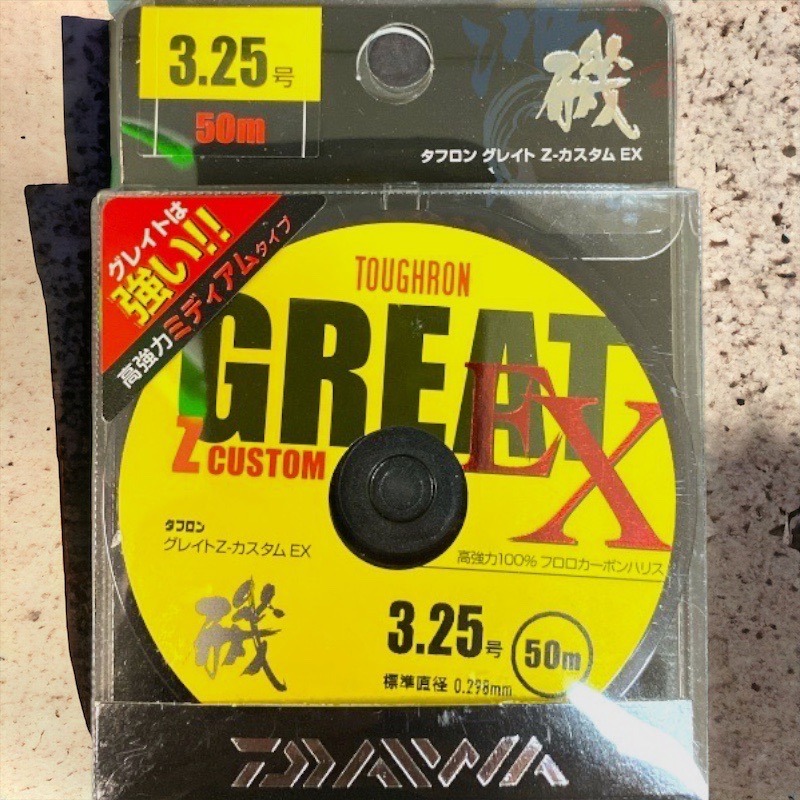 3.25号
50m
磯
タフロン グレイト Z-カスタム EX
グレイトは
強い!!
高強力ミディアムタイプ
TOUGHRON
GREAT
EX
Z CUSTOM
タフロン
グレイトZ-カスタム EX
高強力100% フロロカーボンハリス
磯
3.25号
50m
標準直径 0.298mm
DAIWA